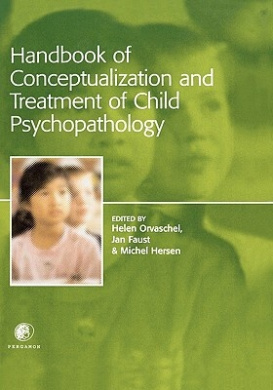 Handbook of
Conceptualization and
Treatment of Child
Psychopathology
EDITED BY
Helen Orvaschel,
Jan Faust
& Michel Hersen
PERGAMON